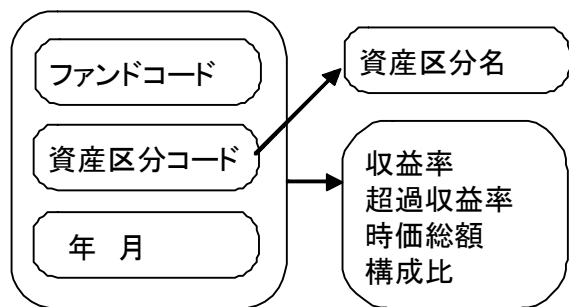 ファンドコード
資産区分コード
年 月
資産区分名
収益率
超過収益率
時価総額
構成比